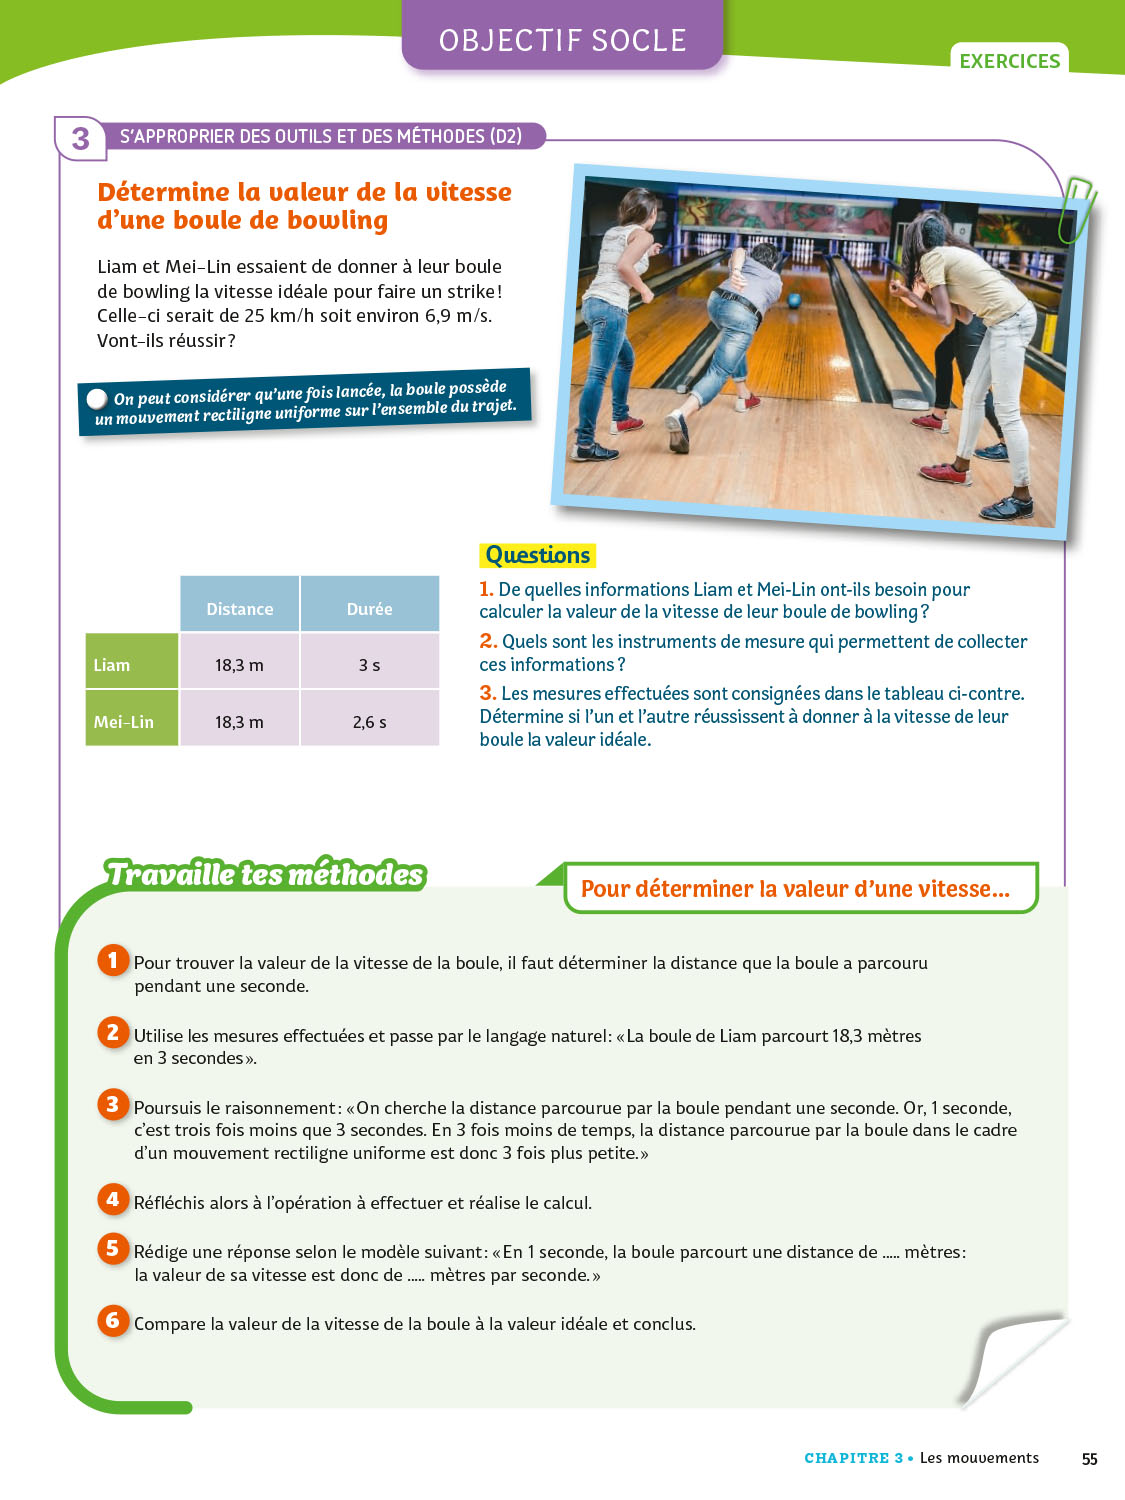 OBJECTIF SOCLE
EXERCICES
3
S'APPROPRIER DES OUTILS ET DES MÉTHODES (D2)
Détermine la valeur de la vitesse
d'une boule de bowling
Liam et Mei-Lin essaient de donner à leur boule
de bowling la vitesse idéale pour faire un strike !
Celle-ci serait de 25 km/h soit environ 6,9 m/s.
Vont-ils réussir ?
On peut considérer qu'une fois lancée, la boule possède
un mouvement rectiligne uniforme sur l'ensemble du trajet.
Distance Durée
Liam 18,3 m 3 s
Mei-Lin 18,3 m 2,6 s
Questions
1. De quelles informations Liam et Mei-Lin ont-ils besoin pour
calculer la valeur de la vitesse de leur boule de bowling ?
2. Quels sont les instruments de mesure qui permettent de collecter
ces informations ?
3. Les mesures effectuées sont consignées dans le tableau ci-contre.
Détermine si l'un et l'autre réussissent à donner à la vitesse de leur
boule la valeur idéale.
Travaille tes méthodes
Pour déterminer la valeur d'une vitesse...
1 Pour trouver la valeur de la vitesse de la boule, il faut déterminer la distance que la boule a parcouru
pendant une seconde.
2 Utilise les mesures effectuées et passe par le langage naturel : « La boule de Liam parcourt 18,3 mètres
en 3 secondes ».
3 Poursuis le raisonnement : « On cherche la distance parcourue par la boule pendant une seconde. Or, 1 seconde,
c'est trois fois moins que 3 secondes. En 3 fois moins de temps, la distance parcourue par la boule dans le cadre
d'un mouvement rectiligne uniforme est donc 3 fois plus petite. »
4 Réfléchis alors à l'opération à effectuer et réalise le calcul.
5 Rédige une réponse selon le modèle suivant : « En 1 seconde, la boule parcourt une distance de ..... mètres :
la valeur de sa vitesse est donc de ..... mètres par seconde. »
6 Compare la valeur de la vitesse de la boule à la valeur idéale et conclus.
CHAPITRE 3 • Les mouvements 55